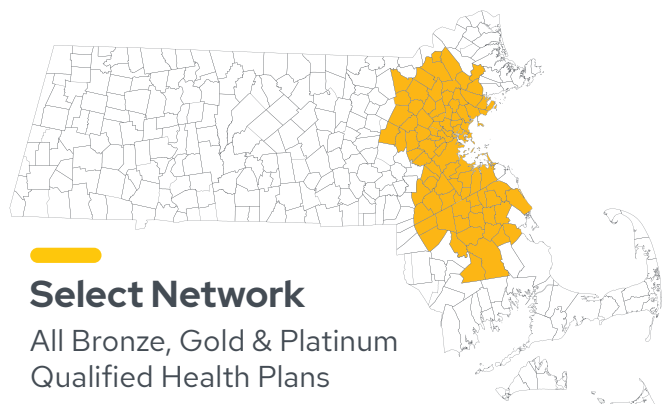 Select Network
All Bronze, Gold & Platinum
Qualified Health Plans